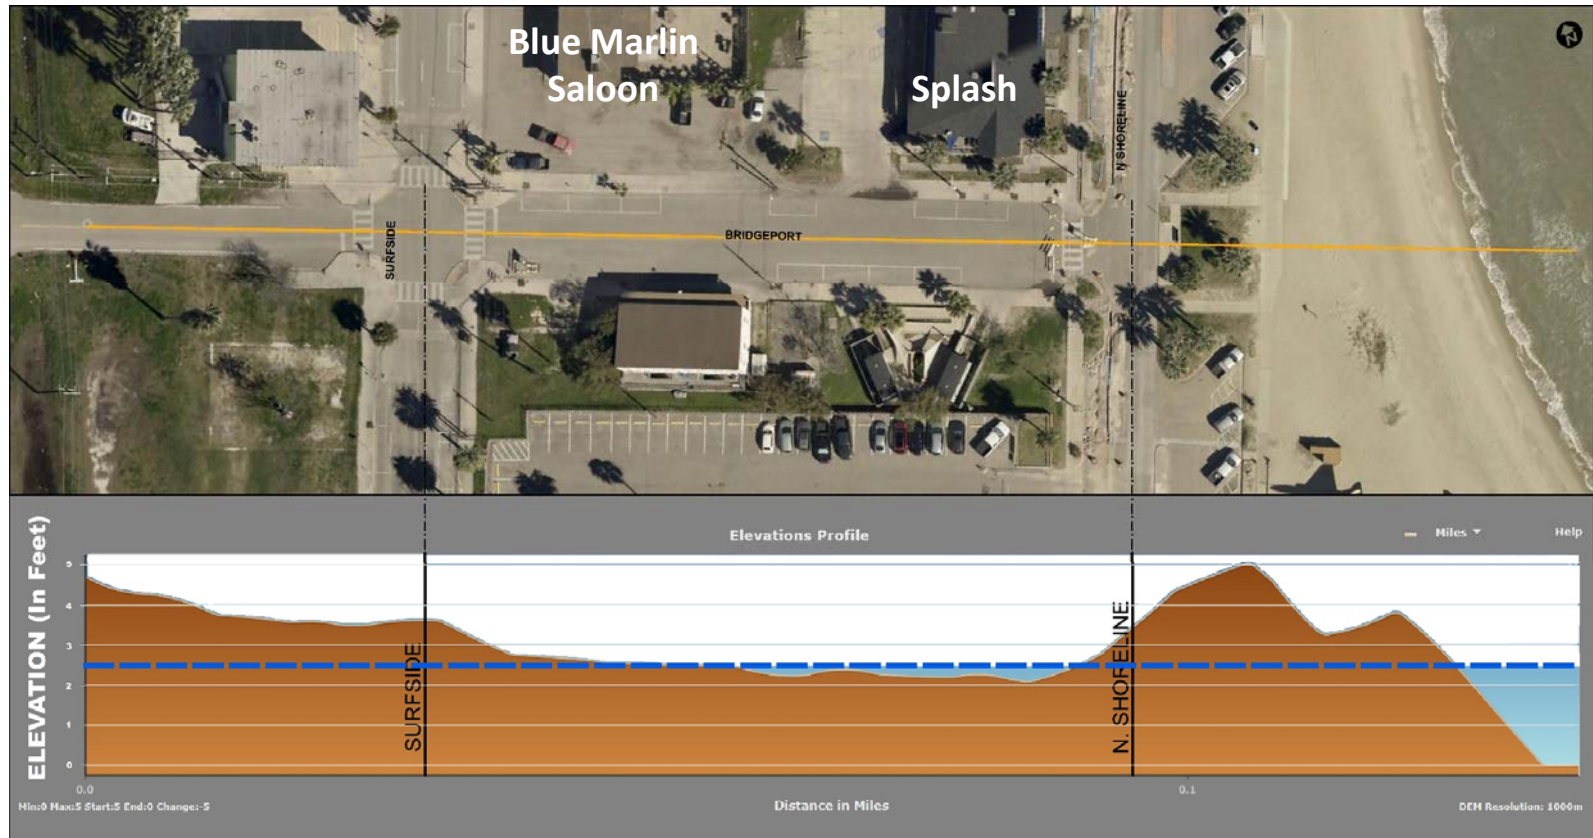 Blue Marlin
Saloon
Splash
N SHORELINE
SURFSIDE
BRIDGEPORT
ELEVATION (In Feet)
Elevations Profile
Miles
Help
5
4
3
2
1
0
SURFSIDE
N. SHORELINE
0.0
0.1
Min:0 Max:5 Start:5 End:0 Change:-5
Distance in Miles
DEM Resolution: 1000m